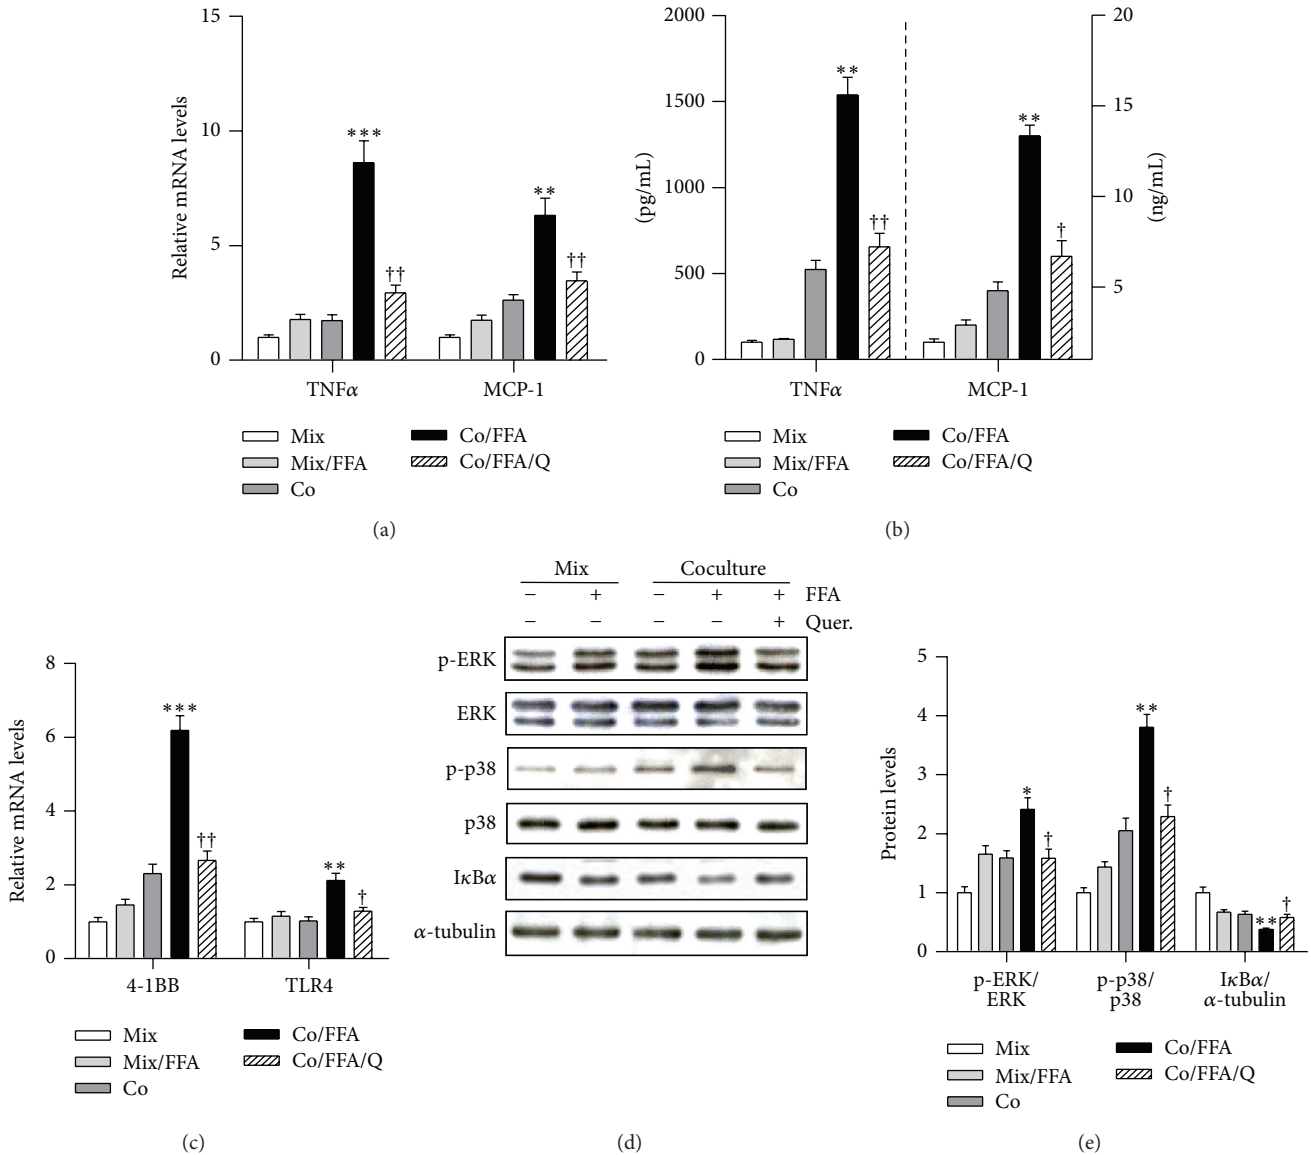 15
10
5
0
Relative mRNA levels
***
††
**
††
TNFα
MCP-1
Mix
Mix/FFA
Co
Co/FFA
Co/FFA/Q
(a)
2000
1500
1000
500
0
(pg/mL)
**
††
**
†
20
15
10
5
(ng/mL)
TNFα
MCP-1
Mix
Mix/FFA
Co
Co/FFA
Co/FFA/Q
(b)
8
6
4
2
0
Relative mRNA levels
***
††
**
†
4-1BB
TLR4
Mix
Mix/FFA
Co
Co/FFA
Co/FFA/Q
(c)
Mix Coculture
− + − + + FFA
− − − − + Quer.
p-ERK
ERK
p-p38
p38
IκBα
α-tubulin
(d)
5
4
3
2
1
0
Protein levels
*
†
**
†
**
†
p-ERK/
ERK
p-p38/
p38
IκBα/
α-tubulin
Mix
Mix/FFA
Co
Co/FFA
Co/FFA/Q
(e)